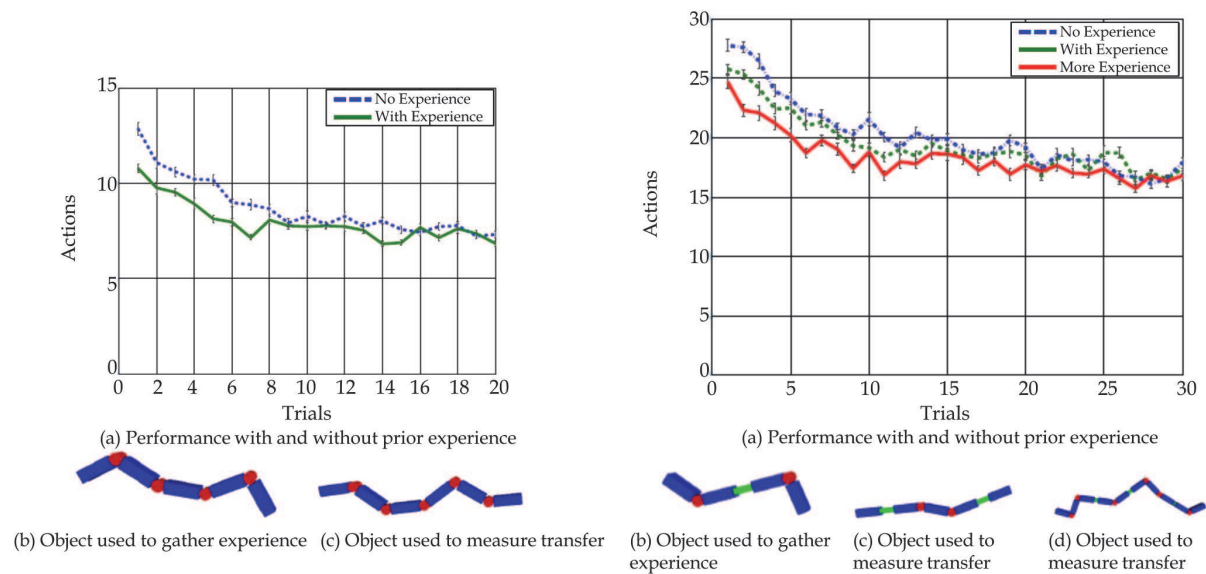 15
10
5
0
Actions
No Experience
With Experience
0 2 4 6 8 10 12 14 16 18 20
Trials
(a) Performance with and without prior experience
(b) Object used to gather experience
(c) Object used to measure transfer
30
25
20
15
30
10
5
0
Actions
No Experience
With Experience
More Experience
0 5 10 15 20 25 30
Trials
(a) Performance with and without prior experience
(b) Object used to gather
experience
(c) Object used to
measure transfer
(d) Object used to
measure transfer